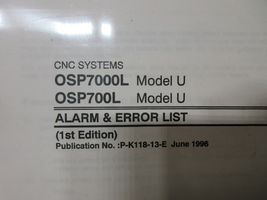 CNC SYSTEMS
OSP7000L Model U
OSP700L Model U
ALARM & ERROR LIST
(1st Edition)
Publication No. :P-K118-13-E June 1996